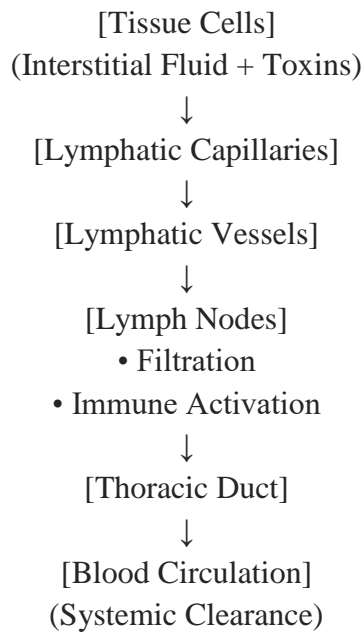 [Tissue Cells]
(Interstitial Fluid + Toxins)
↓
[Lymphatic Capillaries]
↓
[Lymphatic Vessels]
↓
[Lymph Nodes]
• Filtration
• Immune Activation
↓
[Thoracic Duct]
↓
[Blood Circulation]
(Systemic Clearance)